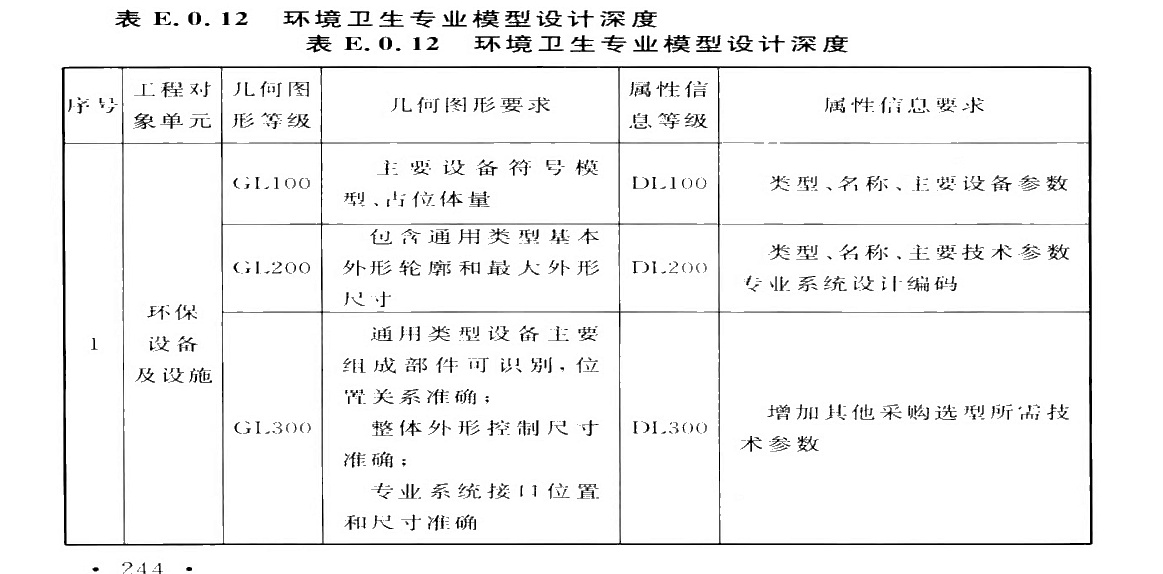 表 E.0.12 环境卫生专业模型设计深度
表 E.0.12 环境卫生专业模型设计深度
序号
工程对
象单元
几何图
形等级
几何图形要求
属性信
息等级
属性信息要求
1
环保
设备
及设施
GL100
主要设备符号模
型、占位体量
DL100
类型、名称、主要设备参数
GL200
包含通用类型基本
外形轮廓和最大外形
尺寸
DL200
类型、名称、主要技术参数
专业系统设计编码
GL300
通用类型设备主要
组成部件可识别,位
置关系准确;
整体外形控制尺寸
准确;
专业系统接口位置
和尺寸准确
DL300
增加其他采购选型所需技
术参数
• 244 •